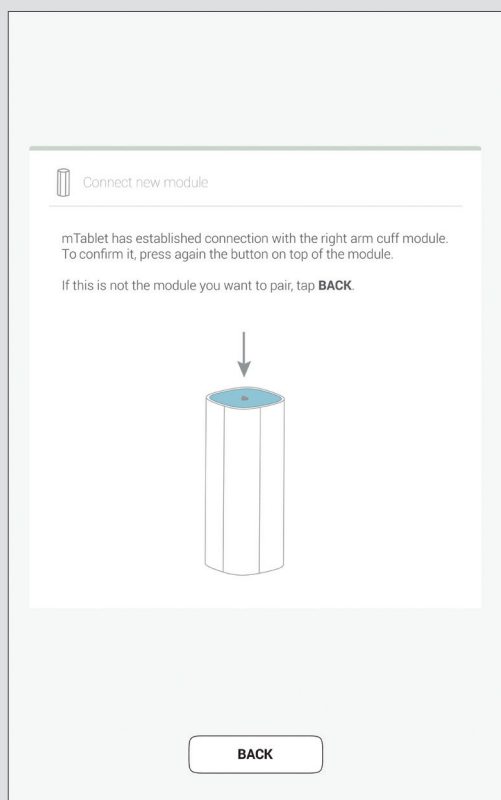 Connect new module
mTablet has established connection with the right arm cuff module.
To confirm it, press again the button on top of the module.
If this is not the module you want to pair, tap BACK.
BACK